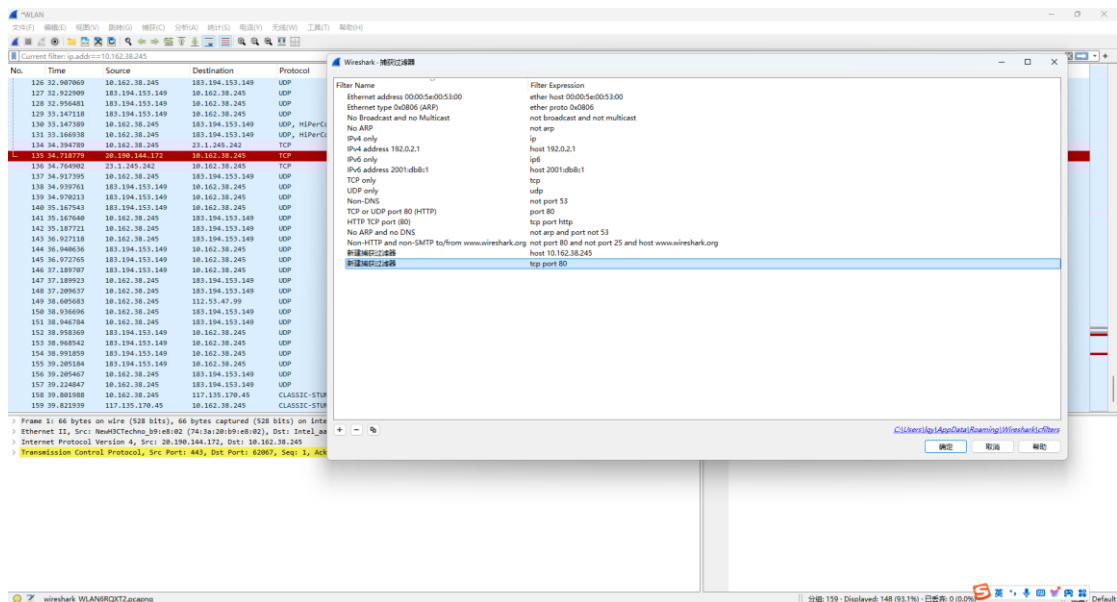 *WLAN
文件(F) 编辑(E) 视图(V) 跳转(G) 捕获(C) 分析(A) 统计(S) 电话(Y) 无线(W) 工具(T) 帮助(H)
Current filter: ip.addr==10.162.38.245
No. Time Source Destination Protocol
126 32.907069 10.162.38.245 183.194.153.149 UDP
127 32.922909 183.194.153.149 10.162.38.245 UDP
128 32.956481 183.194.153.149 10.162.38.245 UDP
129 33.147118 183.194.153.149 10.162.38.245 UDP
130 33.147389 10.162.38.245 183.194.153.149 UDP, HiPerCo
131 33.166938 10.162.38.245 183.194.153.149 UDP, HiPerCo
134 34.394789 10.162.38.245 23.1.245.242 TCP
135 34.718779 20.190.144.172 10.162.38.245 TCP
136 34.764902 23.1.245.242 10.162.38.245 TCP
137 34.917395 10.162.38.245 183.194.153.149 UDP
138 34.939761 183.194.153.149 10.162.38.245 UDP
139 34.970213 183.194.153.149 10.162.38.245 UDP
140 35.167543 183.194.153.149 10.162.38.245 UDP
141 35.167640 10.162.38.245 183.194.153.149 UDP
142 35.187721 10.162.38.245 183.194.153.149 UDP
143 36.927118 10.162.38.245 183.194.153.149 UDP
144 36.940636 183.194.153.149 10.162.38.245 UDP
145 36.972765 183.194.153.149 10.162.38.245 UDP
146 37.189707 183.194.153.149 10.162.38.245 UDP
147 37.189923 10.162.38.245 183.194.153.149 UDP
148 37.209637 10.162.38.245 183.194.153.149 UDP
149 38.605683 10.162.38.245 112.53.47.99 UDP
150 38.936696 10.162.38.245 183.194.153.149 UDP
151 38.946784 10.162.38.245 183.194.153.149 UDP
152 38.958369 183.194.153.149 10.162.38.245 UDP
153 38.968542 183.194.153.149 10.162.38.245 UDP
154 38.991859 183.194.153.149 10.162.38.245 UDP
155 39.205184 183.194.153.149 10.162.38.245 UDP
156 39.205467 10.162.38.245 183.194.153.149 UDP
157 39.224847 10.162.38.245 183.194.153.149 UDP
158 39.801988 10.162.38.245 117.135.170.45 CLASSIC-STUN
159 39.821939 117.135.170.45 10.162.38.245 CLASSIC-STUN
Frame 1: 66 bytes on wire (528 bits), 66 bytes captured (528 bits) on inte
Ethernet II, Src: NewH3CTechno_b9:e8:02 (74:3a:20:b9:e8:02), Dst: Intel_aa
Internet Protocol Version 4, Src: 20.190.144.172, Dst: 10.162.38.245
Transmission Control Protocol, Src Port: 443, Dst Port: 62067, Seq: 1, Ack
Wireshark · 捕获过滤器
Filter Name Filter Expression
Ethernet address 00:00:5e:00:53:00 ether host 00:00:5e:00:53:00
Ethernet type 0x0806 (ARP) ether proto 0x0806
No Broadcast and no Multicast not broadcast and not multicast
No ARP not arp
IPv4 only ip
IPv4 address 192.0.2.1 host 192.0.2.1
IPv6 only ip6
IPv6 address 2001:db8::1 host 2001:db8::1
TCP only tcp
UDP only udp
Non-DNS not port 53
TCP or UDP port 80 (HTTP) port 80
HTTP TCP port (80) tcp port http
No ARP and no DNS not arp and port not 53
Non-HTTP and non-SMTP to/from www.wireshark.org not port 80 and not port 25 and host www.wireshark.org
新建捕获过滤器 host 10.162.38.245
新建捕获过滤器 tcp port 80
C:\Users\lqy\AppData\Roaming\Wireshark\cfilters
确定 取消 帮助
wireshark_WLAN6RQXT2.pcapng
分组: 159 · Displayed: 148 (93.1%) · 已丢弃: 0 (0.0%)
英
Default